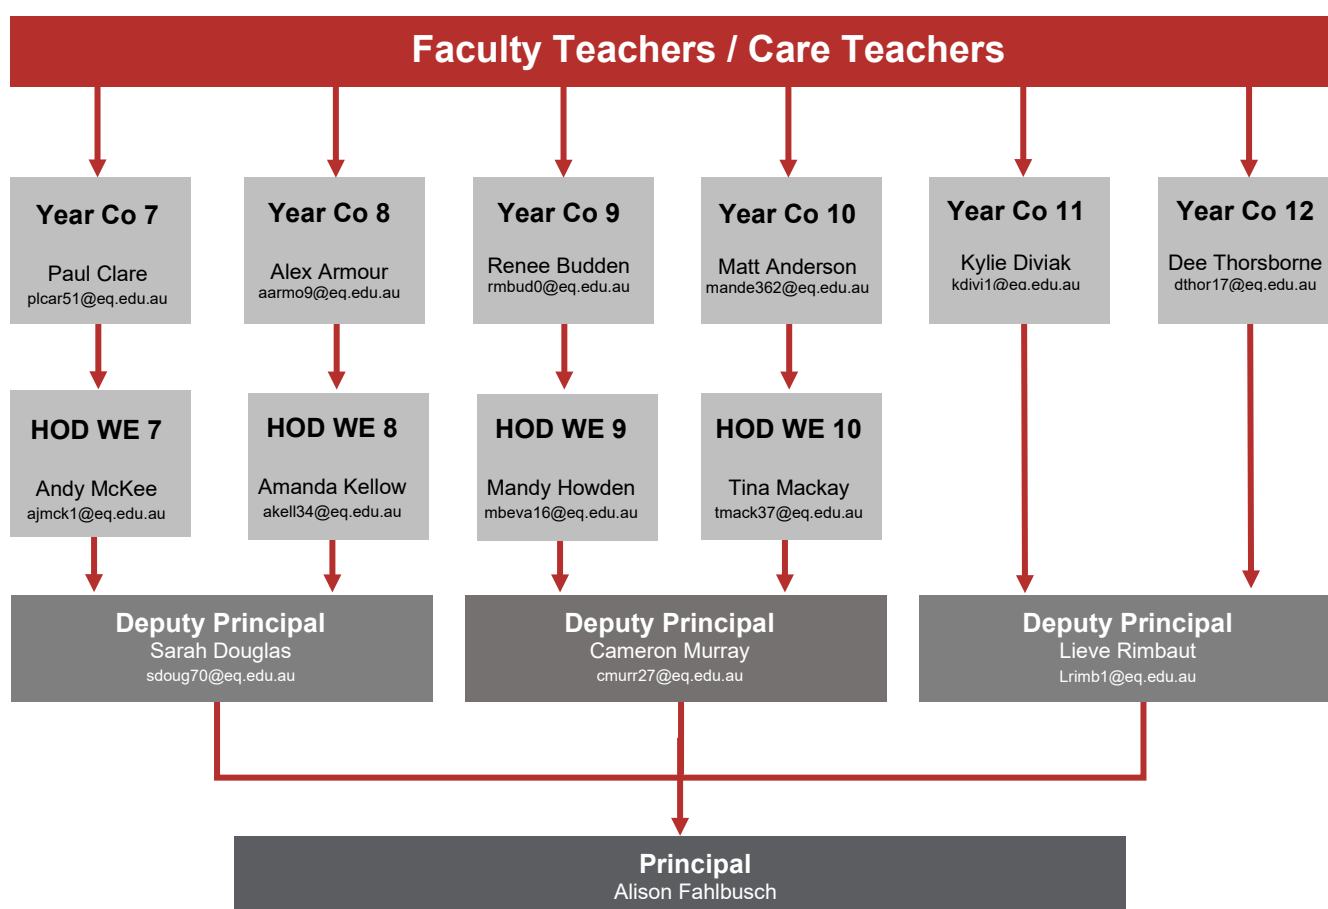 Faculty Teachers / Care Teachers
Year Co 7
Paul Clare
plcar51@eq.edu.au
Year Co 8
Alex Armour
aarmo9@eq.edu.au
Year Co 9
Renee Budden
rmbud0@eq.edu.au
Year Co 10
Matt Anderson
mande362@eq.edu.au
Year Co 11
Kylie Diviak
kdivi1@eq.edu.au
Year Co 12
Dee Thorsborne
dthor17@eq.edu.au
HOD WE 7
Andy McKee
ajmck1@eq.edu.au
HOD WE 8
Amanda Kellow
akell34@eq.edu.au
HOD WE 9
Mandy Howden
mbeva16@eq.edu.au
HOD WE 10
Tina Mackay
tmack37@eq.edu.au
Deputy Principal
Sarah Douglas
sdoug70@eq.edu.au
Deputy Principal
Cameron Murray
cmurr27@eq.edu.au
Deputy Principal
Lieve Rimbaut
Lrimb1@eq.edu.au
Principal
Alison Fahlbusch